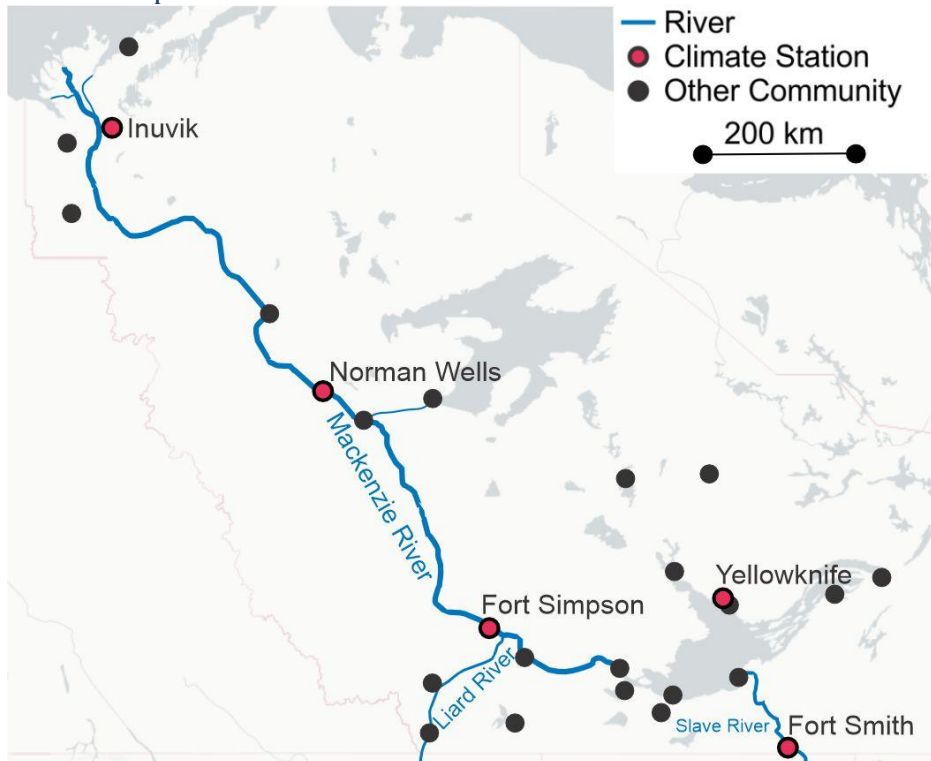 River
Climate Station
Other Community
200 km
Inuvik
Norman Wells
Mackenzie River
Yellowknife
Fort Simpson
Liard River
Slave River
Fort Smith